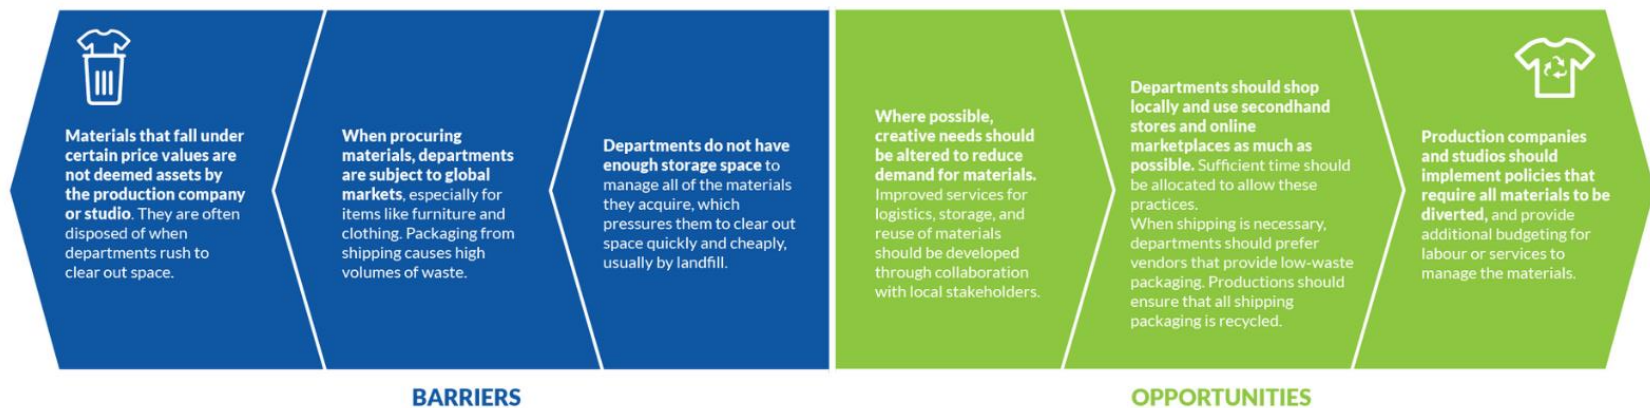 Materials that fall under
certain price values are
not deemed assets by
the production company
or studio. They are often
disposed of when
departments rush to
clear out space.
When procuring
materials, departments
are subject to global
markets, especially for
items like furniture and
clothing. Packaging from
shipping causes high
volumes of waste.
Departments do not have
enough storage space to
manage all of the materials
they acquire, which
pressures them to clear out
space quickly and cheaply,
usually by landfill.
Where possible,
creative needs should
be altered to reduce
demand for materials.
Improved services for
logistics, storage, and
reuse of materials
should be developed
through collaboration
with local stakeholders.
Departments should shop
locally and use secondhand
stores and online
marketplaces as much as
possible. Sufficient time should
be allocated to allow these
practices.
When shipping is necessary,
departments should prefer
vendors that provide low-waste
packaging. Productions should
ensure that all shipping
packaging is recycled.
Production companies
and studios should
implement policies that
require all materials to be
diverted, and provide
additional budgeting for
labour or services to
manage the materials.
BARRIERS
OPPORTUNITIES